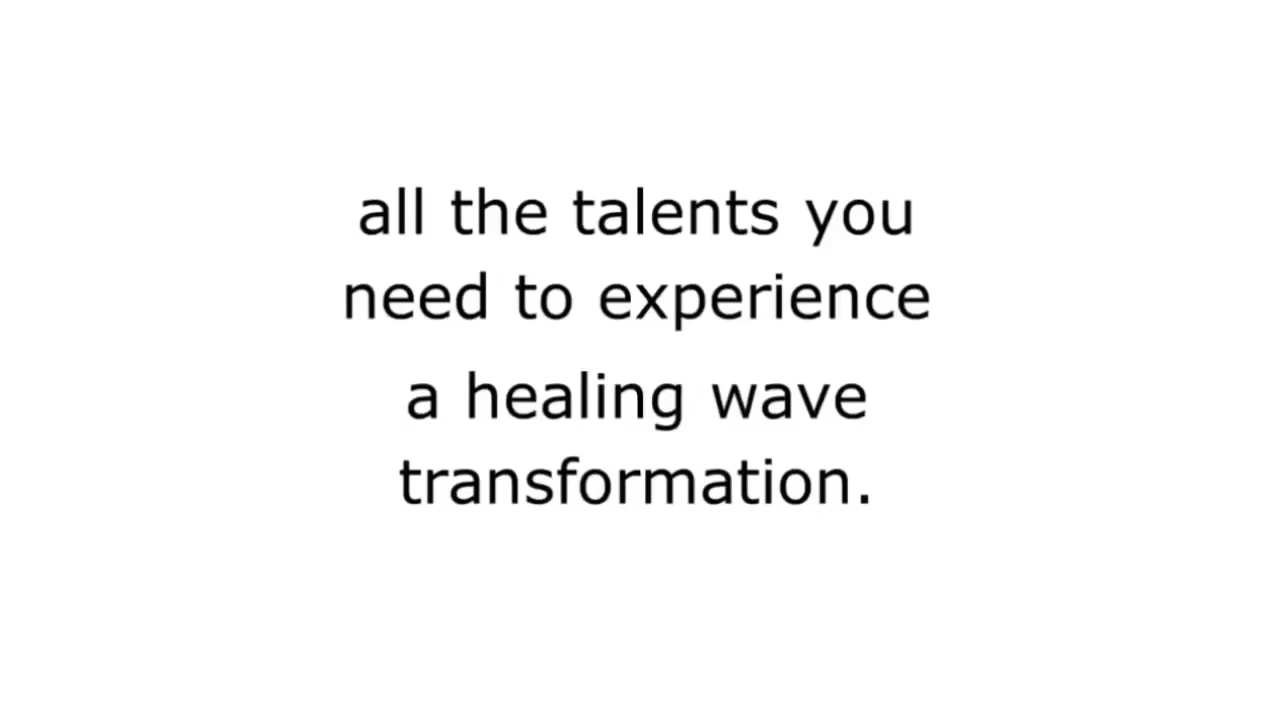 all the talents you
need to experience
a healing wave
transformation.